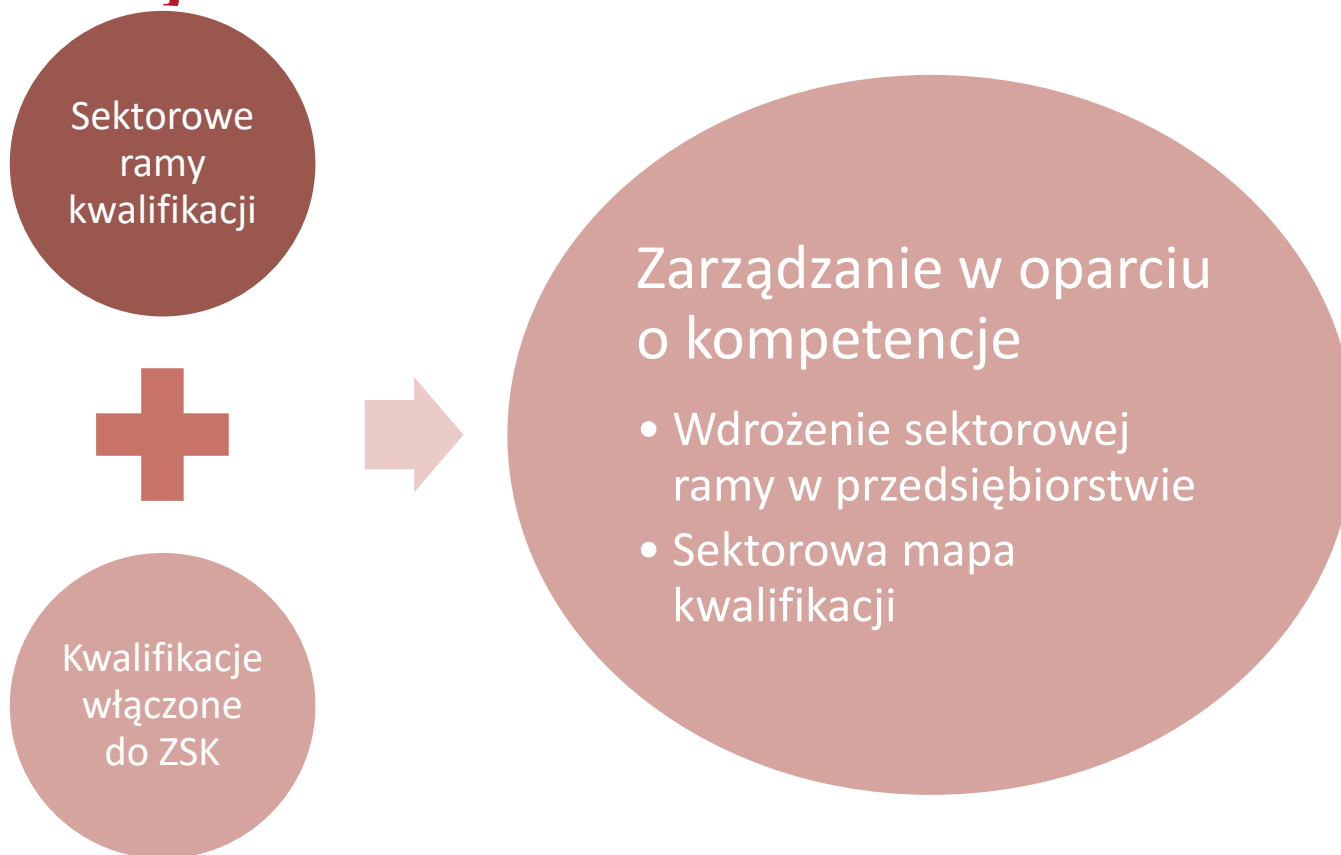 Sektorowe
ramy
kwalifikacji
Kwalifikacje
włączone
do ZSK
Zarządzanie w oparciu
o kompetencje
• Wdrożenie sektorowej
ramy w przedsiębiorstwie
• Sektorowa mapa
kwalifikacji